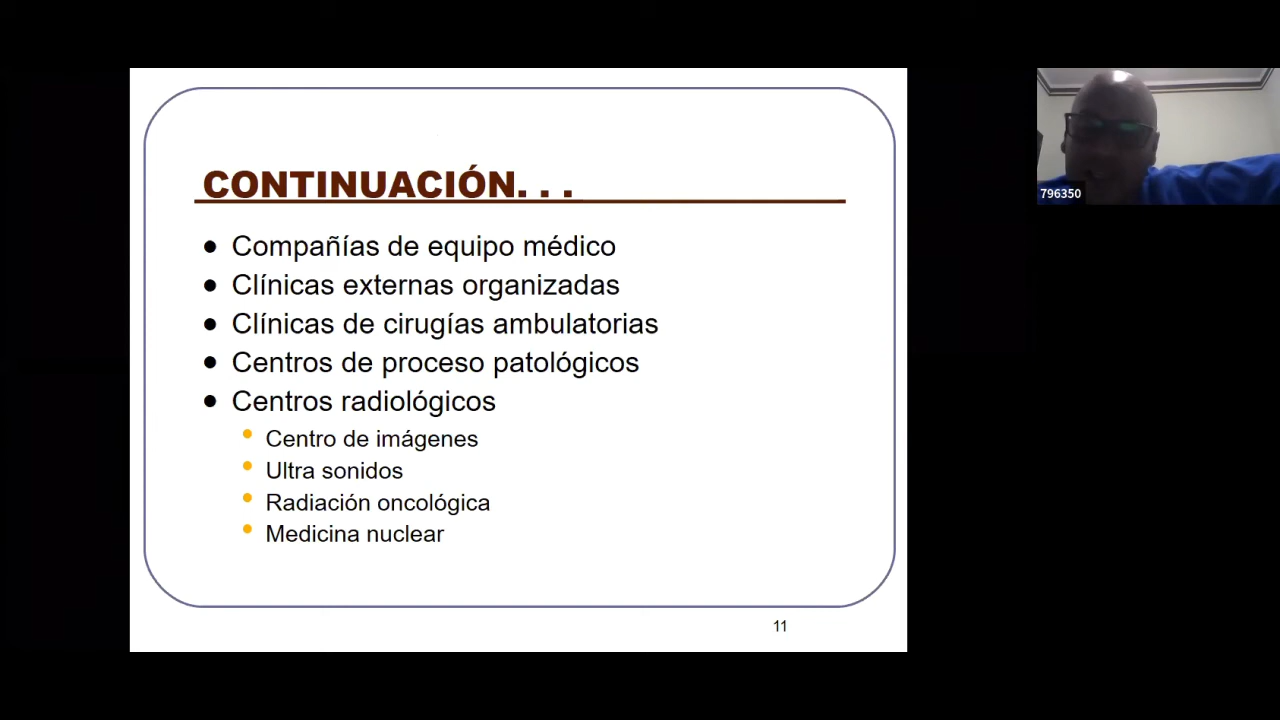 CONTINUACIÓN. . .
Compañías de equipo médico
Clínicas externas organizadas
Clínicas de cirugías ambulatorias
Centros de proceso patológicos
Centros radiológicos
Centro de imágenes
Ultra sonidos
Radiación oncológica
Medicina nuclear
11
796350